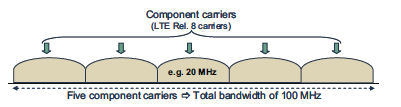 Component carriers
(LTE Rel. 8 carriers)
e.g. 20 MHz
Five component carriers ⇨ Total bandwidth of 100 MHz